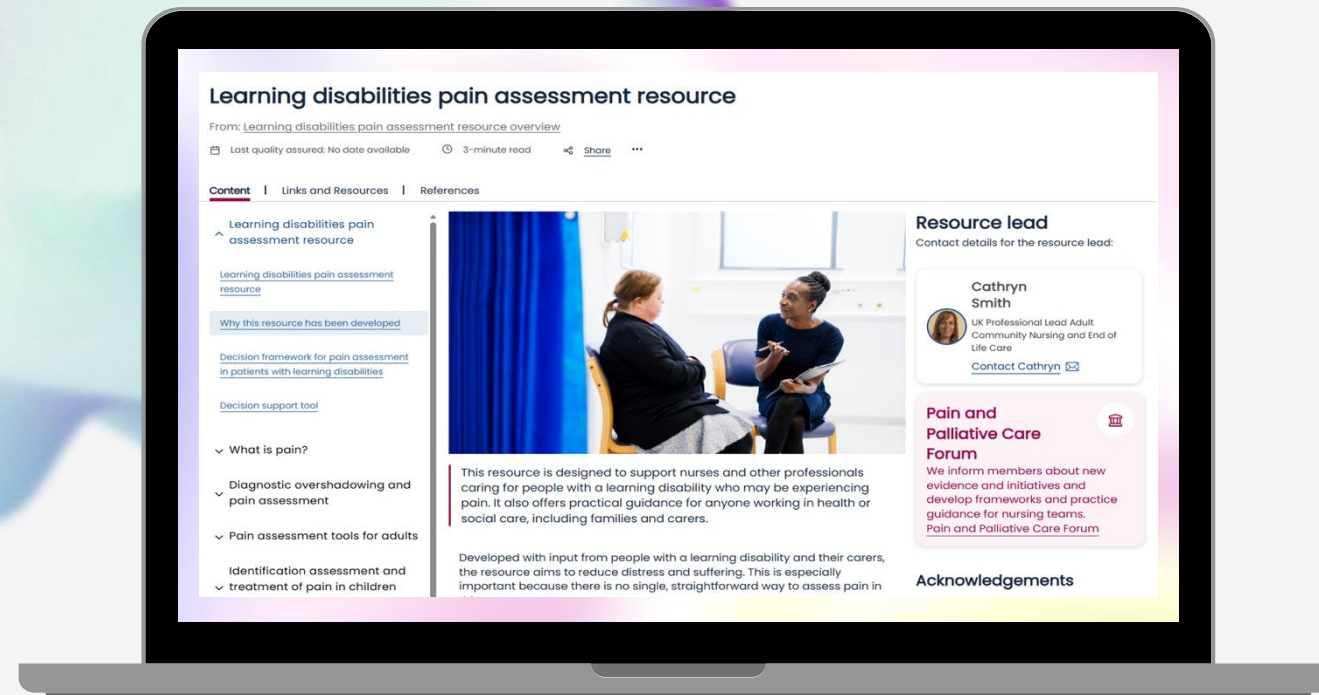 Learning disabilities pain assessment resource
From: Learning disabilities pain assessment resource overview
Last quality assured: No date available
3-minute read
Share
Content | Links and Resources | References
Learning disabilities pain
assessment resource
Learning disabilities pain assessment
resource
Why this resource has been developed
Decision framework for pain assessment
in patients with learning disabilities
Decision support tool
What is pain?
Diagnostic overshadowing and
pain assessment
Pain assessment tools for adults
Identification assessment and
treatment of pain in children
This resource is designed to support nurses and other professionals
caring for people with a learning disability who may be experiencing
pain. It also offers practical guidance for anyone working in health or
social care, including families and carers.
Developed with input from people with a learning disability and their carers,
the resource aims to reduce distress and suffering. This is especially
important because there is no single, straightforward way to assess pain in
Resource lead
Contact details for the resource lead:
Cathryn
Smith
UK Professional Lead Adult
Community Nursing and End of
Life Care
Contact Cathryn
Pain and
Palliative Care
Forum
We inform members about new
evidence and initiatives and
develop frameworks and practice
guidance for nursing teams.
Pain and Palliative Care Forum
Acknowledgements